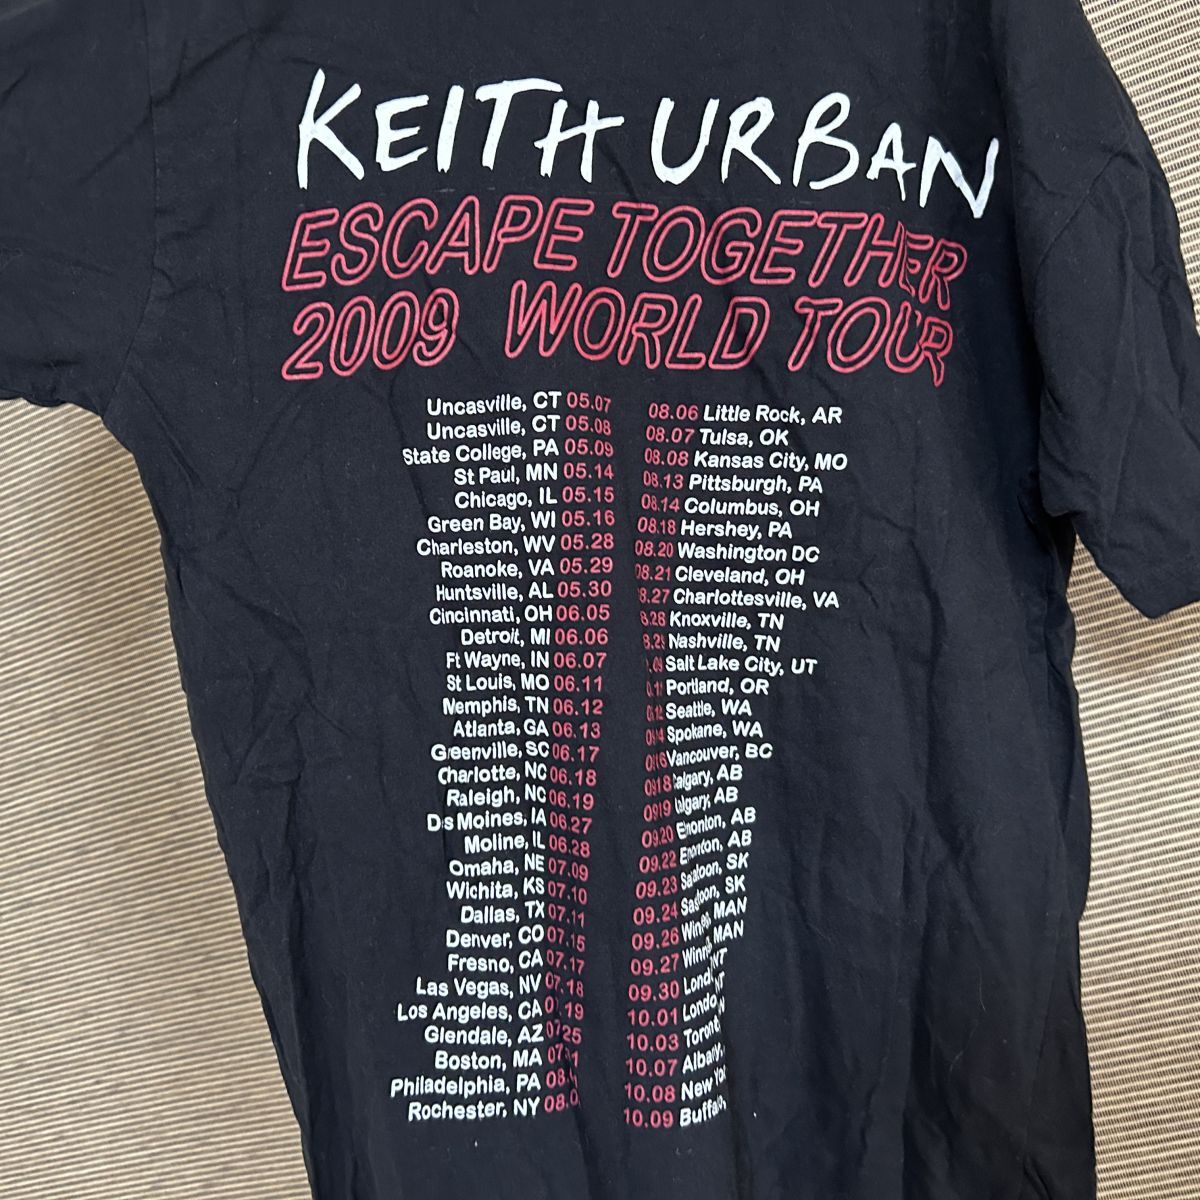 KEITH URBAN
ESCAPE TOGETHER
2009 WORLD TOUR
Uncasville, CT 05.07
Uncasville, CT 05.08
State College, PA 05.09
St Paul, MN 05.14
Chicago, IL 05.15
Green Bay, WI 05.16
Charleston, WV 05.28
Roanoke, VA 05.29
Huntsville, AL 05.30
Cincinnati, OH 06.05
Detroit, MI 06.06
Ft Wayne, IN 06.07
St Louis, MO 06.11
Memphis, TN 06.12
Atlanta, GA 06.13
Greenville, SC 06.17
Charlotte, NC 06.18
Raleigh, NC 06.19
Des Moines, IA 06.27
Moline, IL 06.28
Omaha, NE 07.09
Wichita, KS 07.10
Dallas, TX 07.11
Denver, CO 07.15
Fresno, CA 07.17
Las Vegas, NV 07.18
Los Angeles, CA 07.19
Glendale, AZ 07.25
Boston, MA
Philadelphia, PA
Rochester, NY
08.06 Little Rock, AR
08.07 Tulsa, OK
08.08 Kansas City, MO
08.13 Pittsburgh, PA
08.14 Columbus, OH
08.18 Hershey, PA
08.20 Washington DC
08.21 Cleveland, OH
08.27 Charlottesville, VA
Knoxville, TN
Nashville, TN
Salt Lake City, UT
Portland, OR
Seattle, WA
Spokane, WA
09.16 Vancouver, BC
09.18 Calgary, AB
09.19 Calgary, AB
09.20 Edmonton, AB
09.22 Edmonton, AB
09.23 Saskatoon, SK
09.24 Saskatoon, SK
09.26 MAN
09.27 MAN
09.30
10.01
10.03
10.07 Albany,
10.08 New
10.09